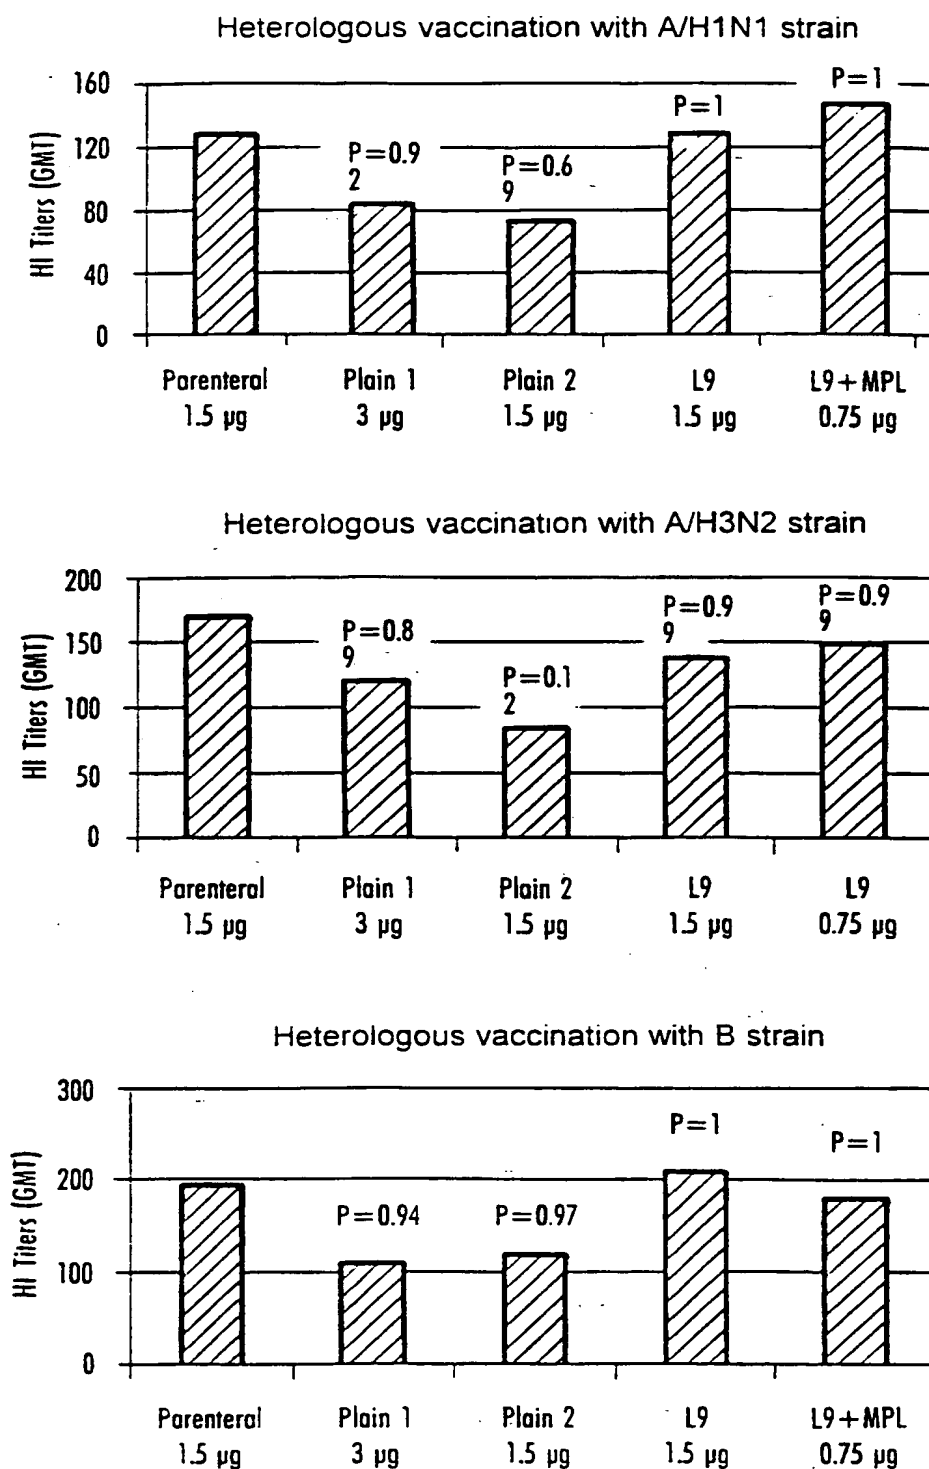 Heterologous vaccination with A/H1N1 strain
HI Titers (GMT)
160
120
80
40
0
P=0.9
2
P=0.6
9
P=1
P=1
Parenteral Plain 1 Plain 2 L9 L9+MPL
1.5 µg 3 µg 1.5 µg 1.5 µg 0.75 µg
Heterologous vaccination with A/H3N2 strain
HI Titers (GMT)
200
150
100
50
0
P=0.8
9
P=0.1
2
P=0.9
9
P=0.9
9
Parenteral Plain 1 Plain 2 L9 L9
1.5 µg 3 µg 1.5 µg 1.5 µg 0.75 µg
Heterologous vaccination with B strain
HI Titers (GMT)
300
200
100
0
P=0.94
P=0.97
P=1
P=1
Parenteral Plain 1 Plain 2 L9 L9+MPL
1.5 µg 3 µg 1.5 µg 1.5 µg 0.75 µg